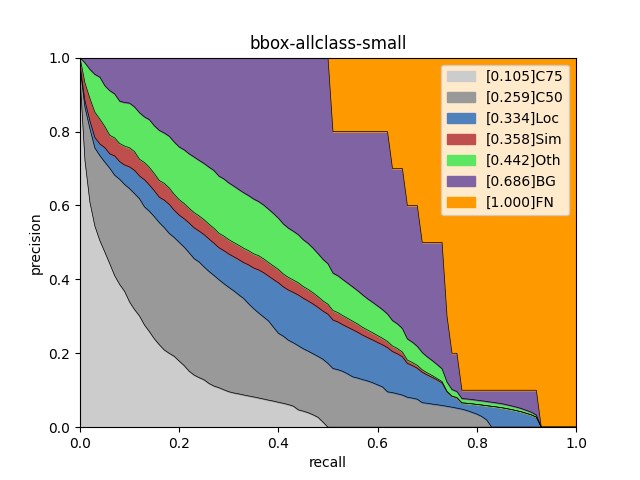 bbox-allclass-small
1.0
0.8
0.6
0.4
0.2
0.0
precision
[0.105]C75
[0.259]C50
[0.334]Loc
[0.358]Sim
[0.442]Oth
[0.686]BG
[1.000]FN
0.0 0.2 0.4 0.6 0.8 1.0
recall